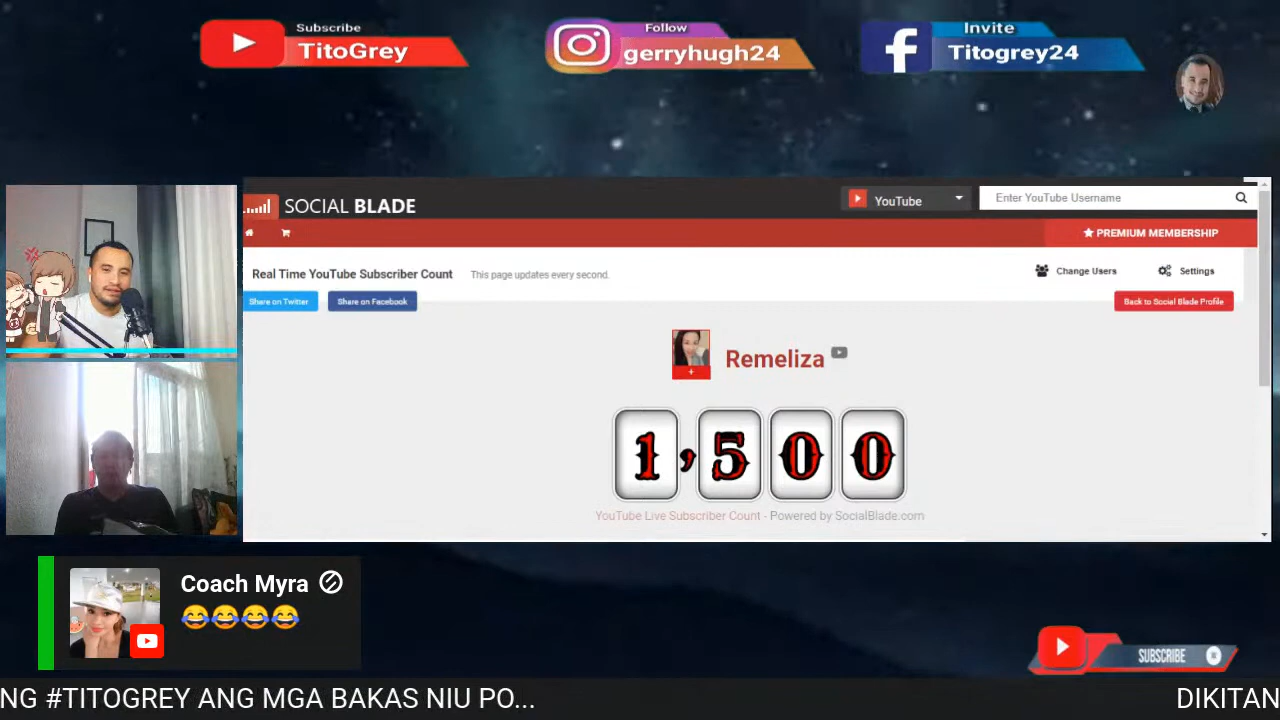 Subscribe
TitoGrey
Follow
gerryhugh24
Invite
Titogrey24
SOCIAL BLADE
YouTube
Enter YouTube Username
PREMIUM MEMBERSHIP
Real Time YouTube Subscriber Count
This page updates every second.
Change Users
Settings
Share on Twitter
Share on Facebook
Back to Social Blade Profile
Remeliza
1,500
YouTube Live Subscriber Count - Powered by SocialBlade.com
Coach Myra
😂😂😂😂
SUBSCRIBE
NG #TITOGREY ANG MGA BAKAS NIU PO...
DIKITAN